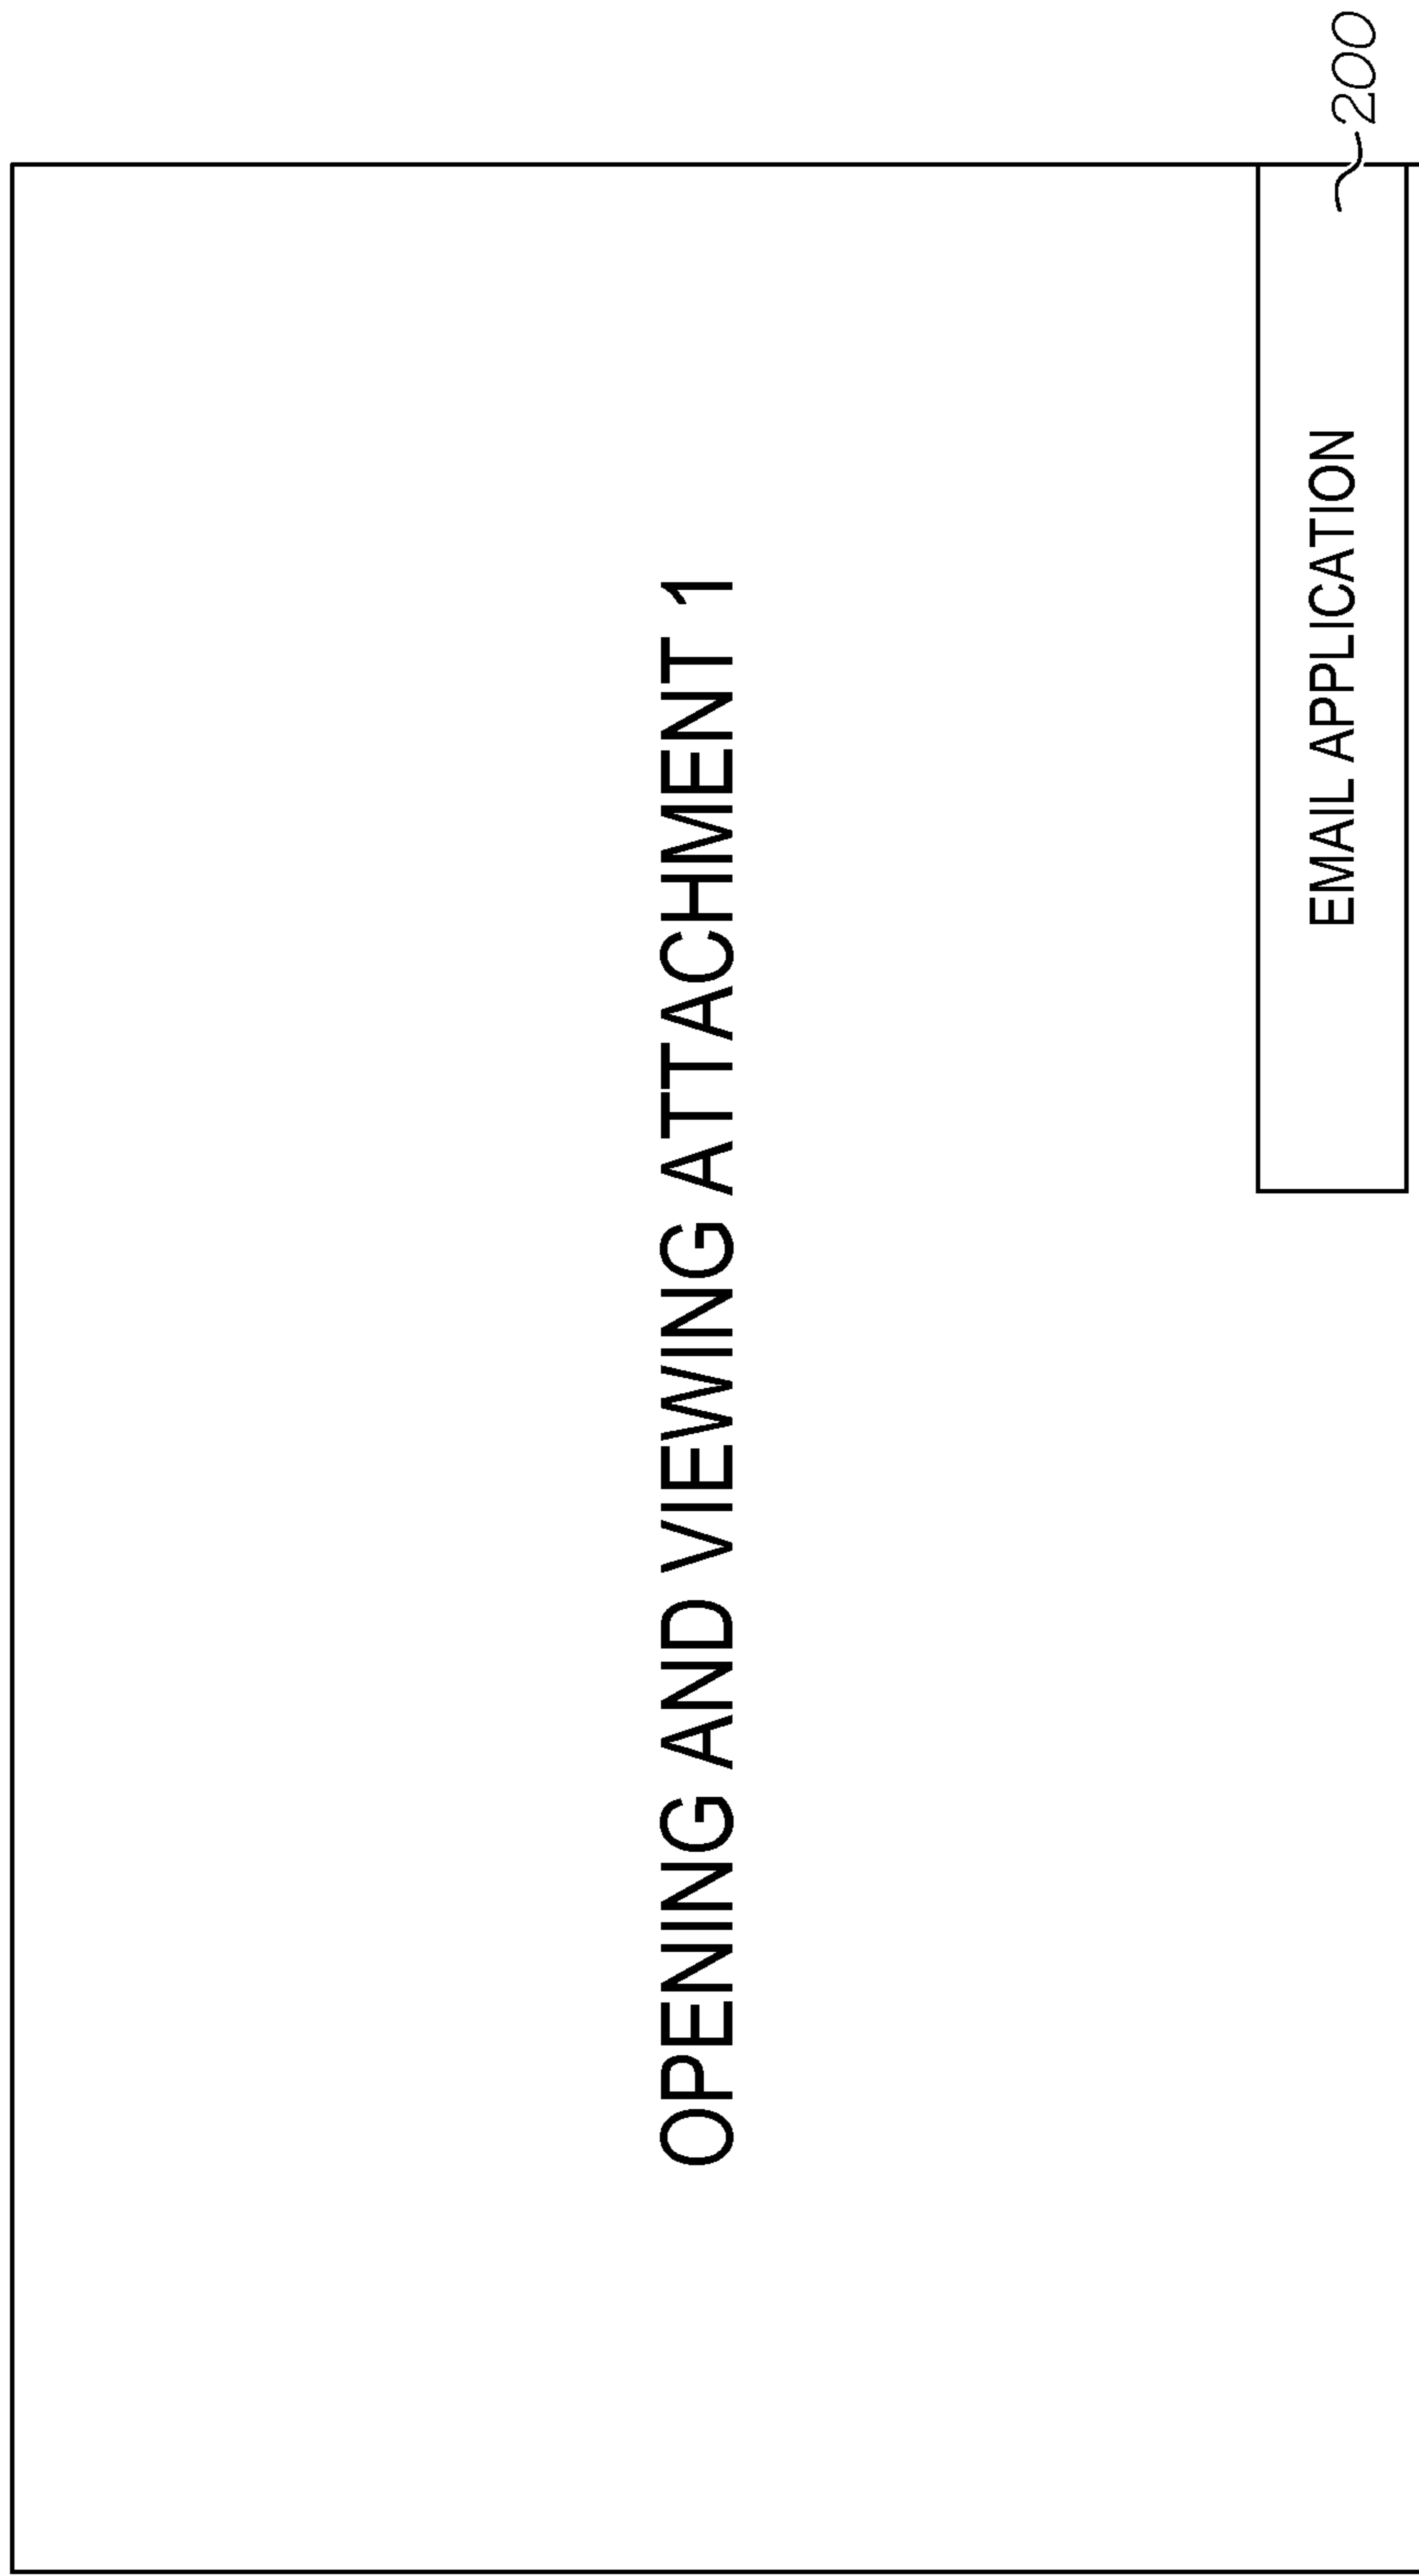 OPENING AND VIEWING ATTACHMENT 1
EMAIL APPLICATION
200